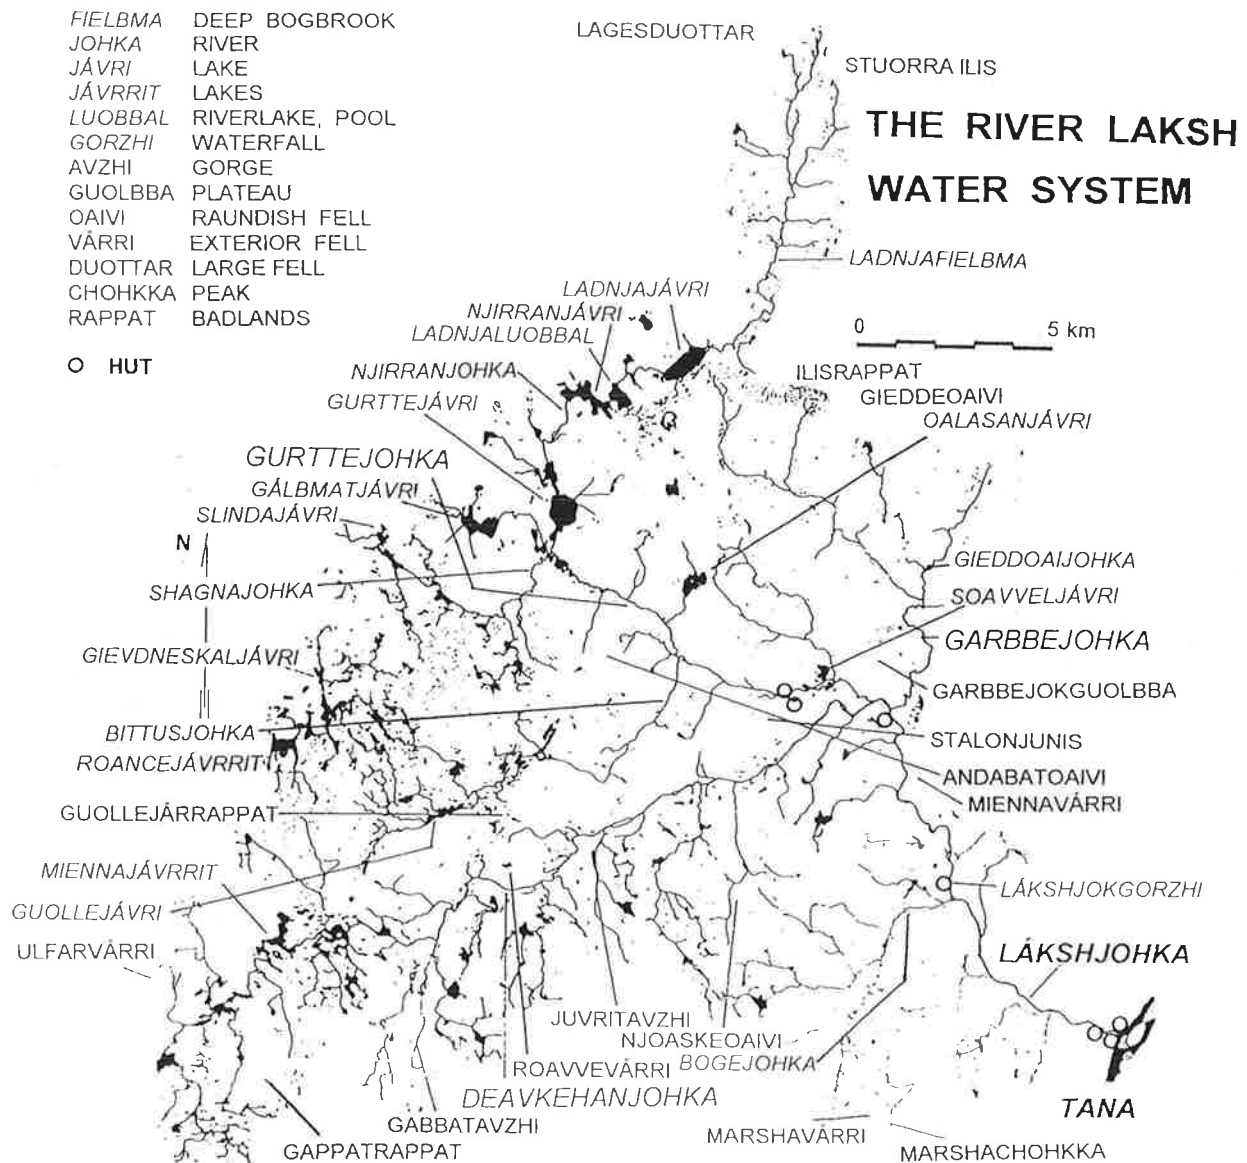 FIELBMA DEEP BOGBROOK
JOHKA RIVER
JÁVRI LAKE
JÁVRRIT LAKES
LUOBBAL RIVERLAKE, POOL
GORZHI WATERFALL
AVZHI GORGE
GUOLBBA PLATEAU
OAIVI RAUNDISH FELL
VÁRRI EXTERIOR FELL
DUOTTAR LARGE FELL
CHOHKKA PEAK
RAPPAT BADLANDS
HUT
LAGESDUOTTAR
STUORRA ILIS
THE RIVER LAKSH
WATER SYSTEM
LADNJAFIELBMA
LADNJAJÁVRI
NJIRRANJÁVRI
LADNJALUOBBAL
0 5 km
NJIRRANJOHKA
ILISRAPPAT
GIEDDEOAIVI
GURTTEJÁVRI
OALASANJÁVRI
GURTTEJOHKA
GÁLBMATJÁVRI
SLINDAJÁVRI
N
GIEDDOAIJOHKA
SHAGNAJOHKA
SOAVVELJÁVRI
GARBBEJOHKA
GIEVDNESKALJÁVRI
GARBBEJOKGUOLBBA
BITTUSJOHKA
STALONJUNIS
ROANCEJÁVRRIT
ANDABATOAIVI
MIENNAVÁRRI
GUOLLEJÁRRAPPAT
MIENNAJÁVRRIT
LÁKSHJOKGORZHI
GUOLLEJÁVRI
ULFARVÁRRI
LÁKSHJOHKA
JUVRITAVZHI
NJOASKEOAIVI
ROAVVEVÁRRI
BOGEJOHKA
DEAVKEHANJOHKA
TANA
GABBATAVZHI
MARSHAVÁRRI
GAPPATRAPPAT
MARSHACHOHKKA